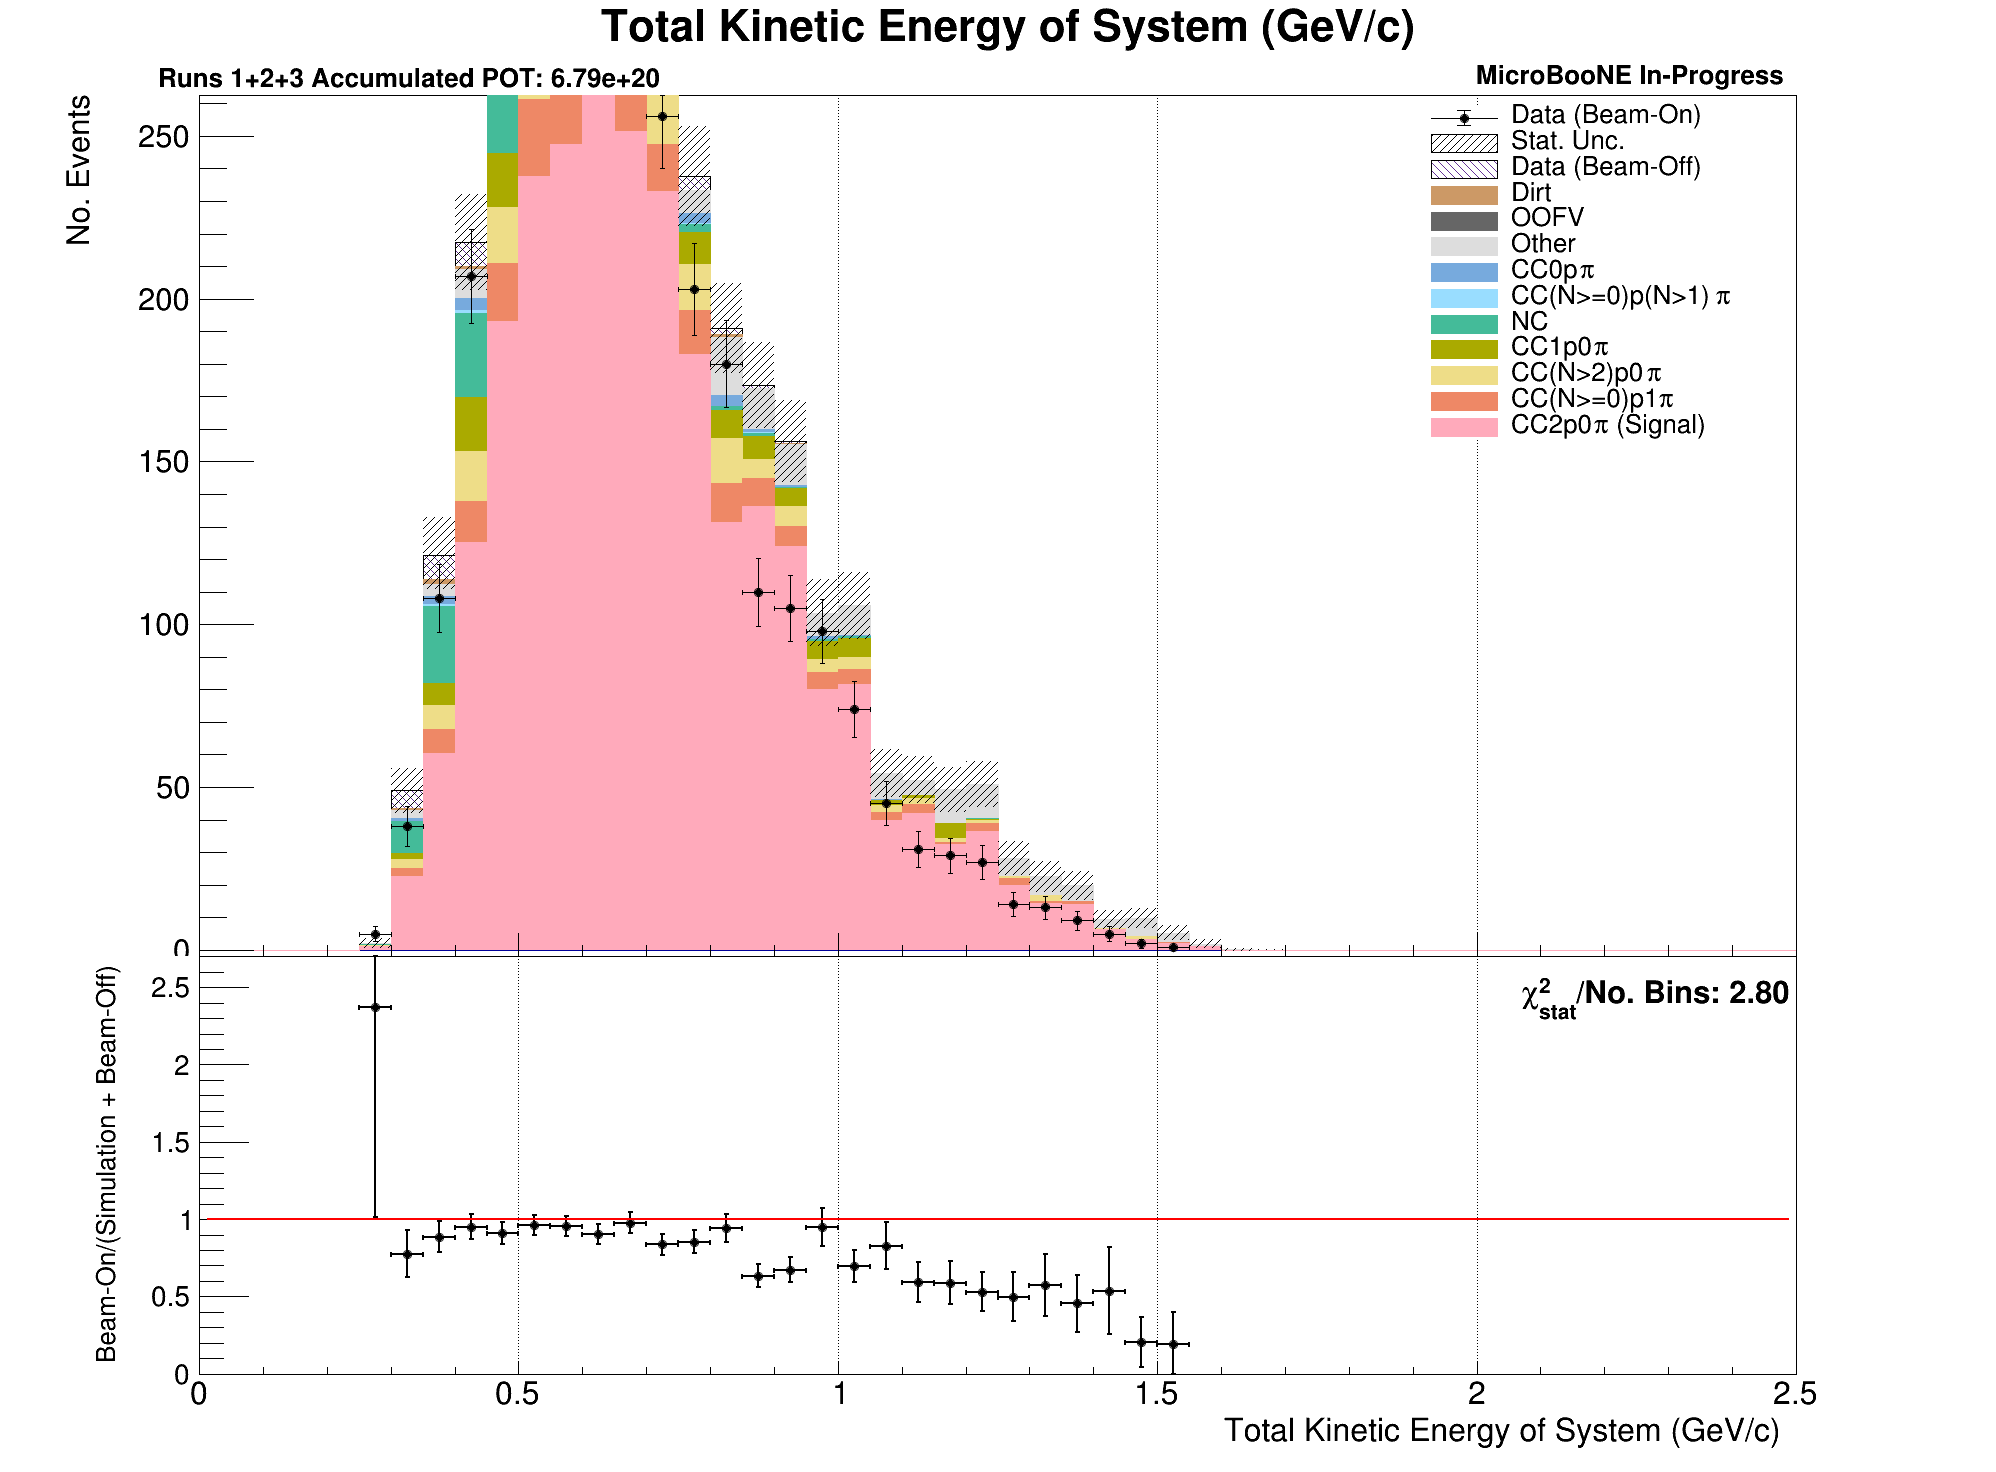 Total Kinetic Energy of System (GeV/c)
Runs 1+2+3 Accumulated POT: 6.79e+20
MicroBooNE In-Progress
No. Events
250
200
150
100
50
0
Data (Beam-On)
Stat. Unc.
Data (Beam-Off)
Dirt
OOFV
Other
CC0pπ
CC(N>=0)p(N>1) π
NC
CC1p0π
CC(N>2)p0π
CC(N>=0)p1π
CC2p0π (Signal)
Beam-On/(Simulation + Beam-Off)
2.5
2
1.5
1
0.5
0
χ²stat/No. Bins: 2.80
0 0.5 1 1.5 2 2.5
Total Kinetic Energy of System (GeV/c)